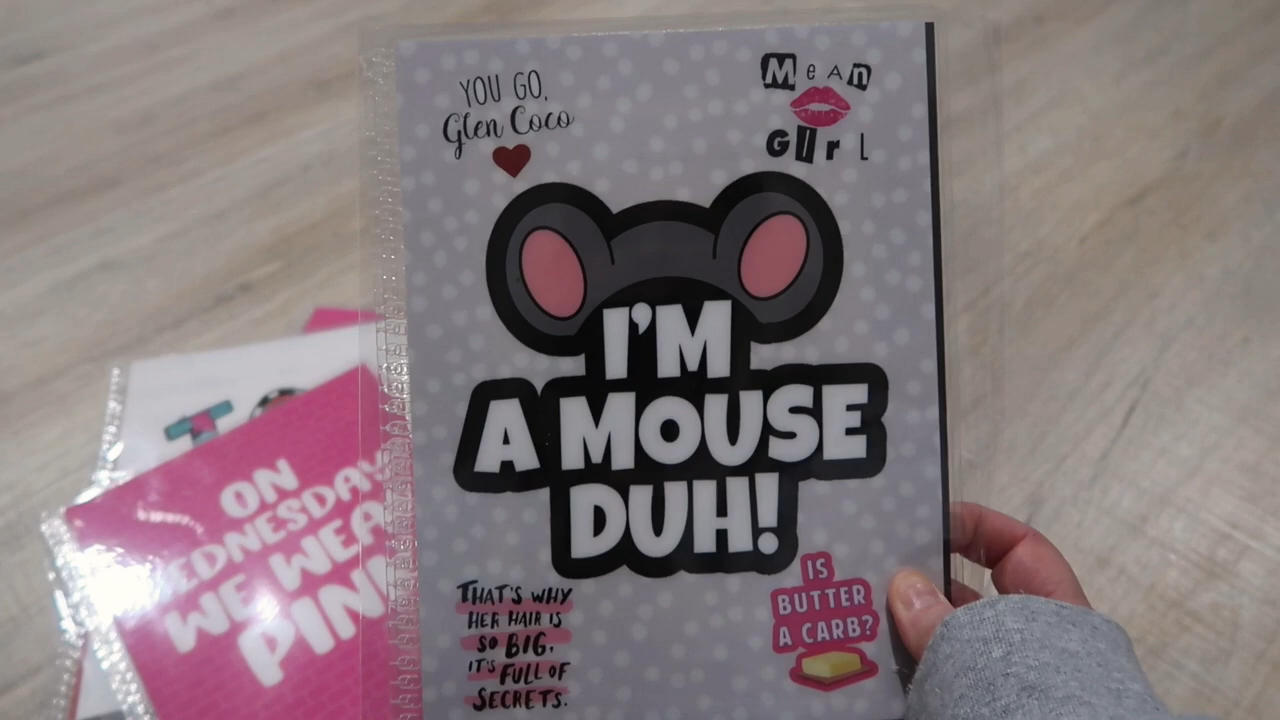 YOU GO,
Glen Coco
MeAn
GIrL
I'M
A MOUSE
DUH!
THAT'S WHY
HER HAIR IS
SO BIG,
IT'S FULL OF
SECRETS.
IS
BUTTER
A CARB?
ON
EDNESDAY
WE WEA
PIN